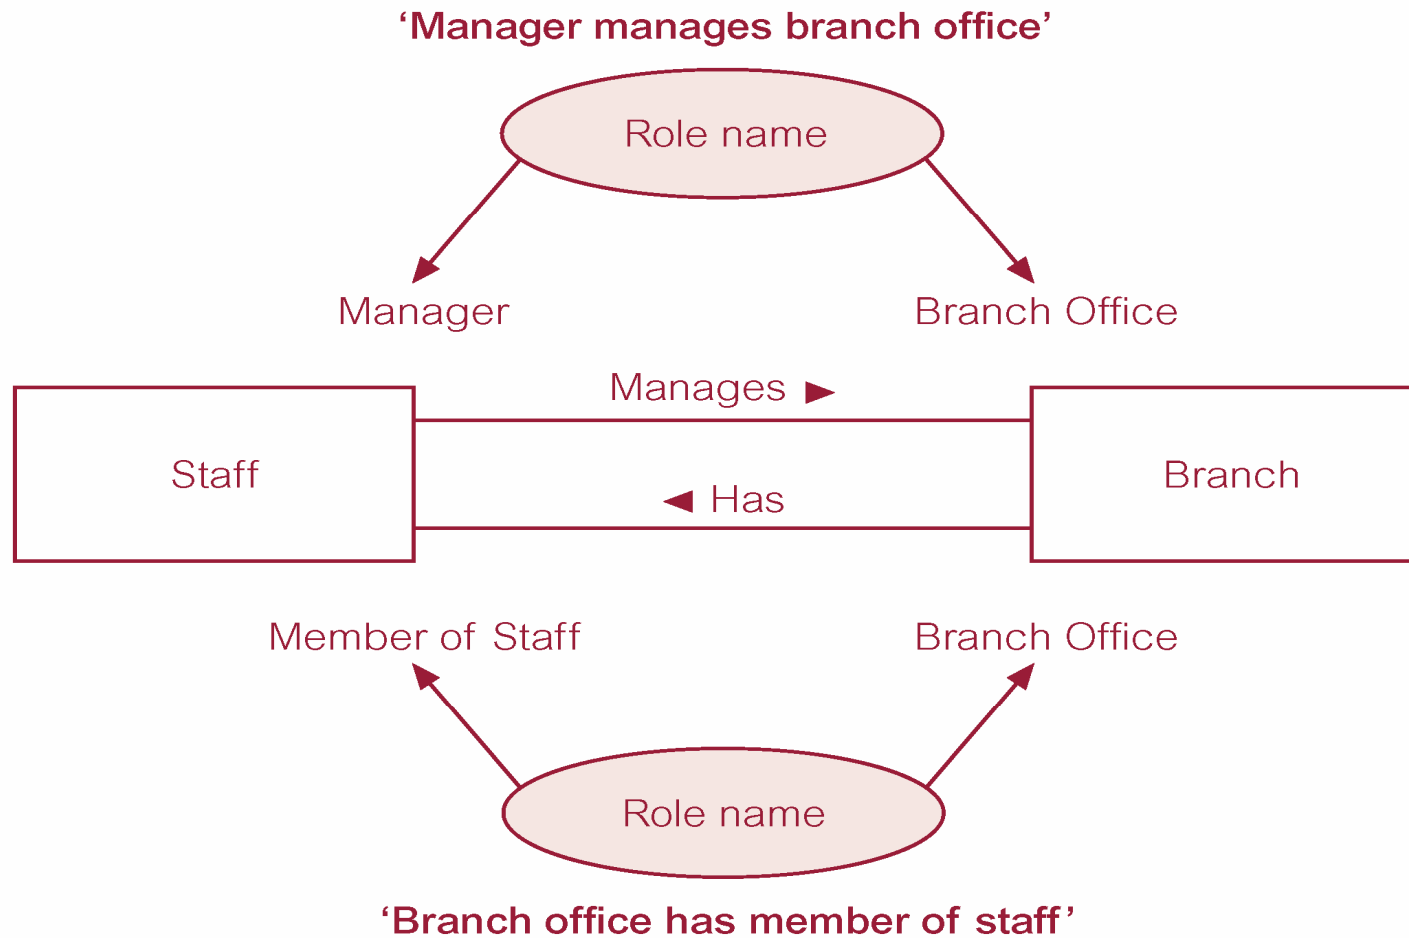 ‘Manager manages branch office’
Role name
Manager
Branch Office
Manages ►
Staff
Branch
◄ Has
Member of Staff
Branch Office
Role name
‘Branch office has member of staff’